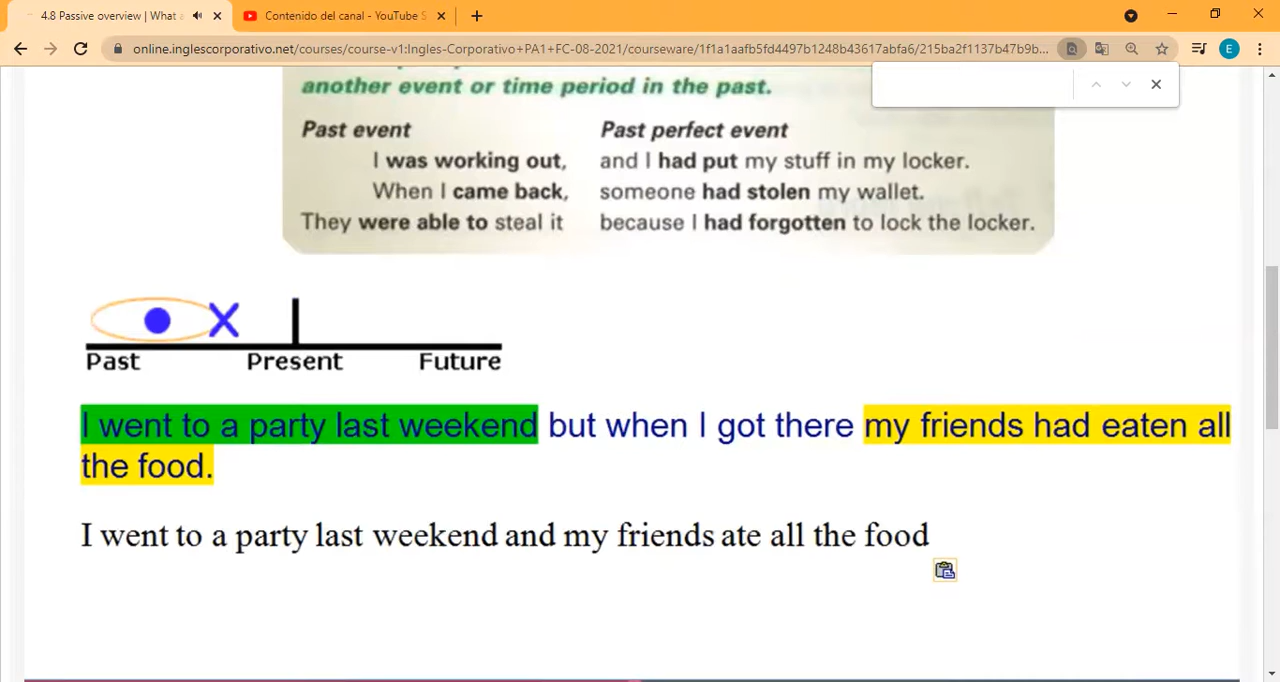 4.8 Passive overview | What a
Contenido del canal - YouTube S
online.inglescorporativo.net/courses/course-v1:Ingles-Corporativo+PA1+FC-08-2021/courseware/1f1a1aafb5fd4497b1248b43617abfa6/215ba2f1137b47b9b...
E
another event or time period in the past.
Past event Past perfect event
I was working out, and I had put my stuff in my locker.
When I came back, someone had stolen my wallet.
They were able to steal it because I had forgotten to lock the locker.
X
Past Present Future
I went to a party last weekend but when I got there my friends had eaten all
the food.
I went to a party last weekend and my friends ate all the food